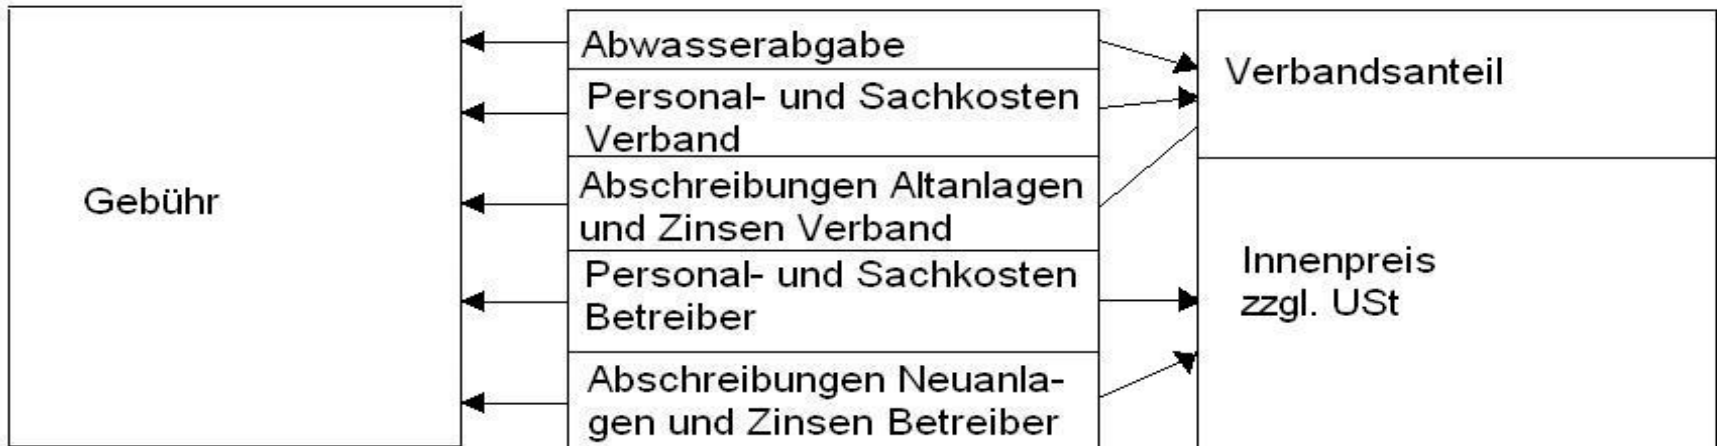 Gebühr
Abwasserabgabe
Personal- und Sachkosten
Verband
Abschreibungen Altanlagen
und Zinsen Verband
Personal- und Sachkosten
Betreiber
Abschreibungen Neuanla-
gen und Zinsen Betreiber
Verbandsanteil
Innenpreis
zzgl. USt